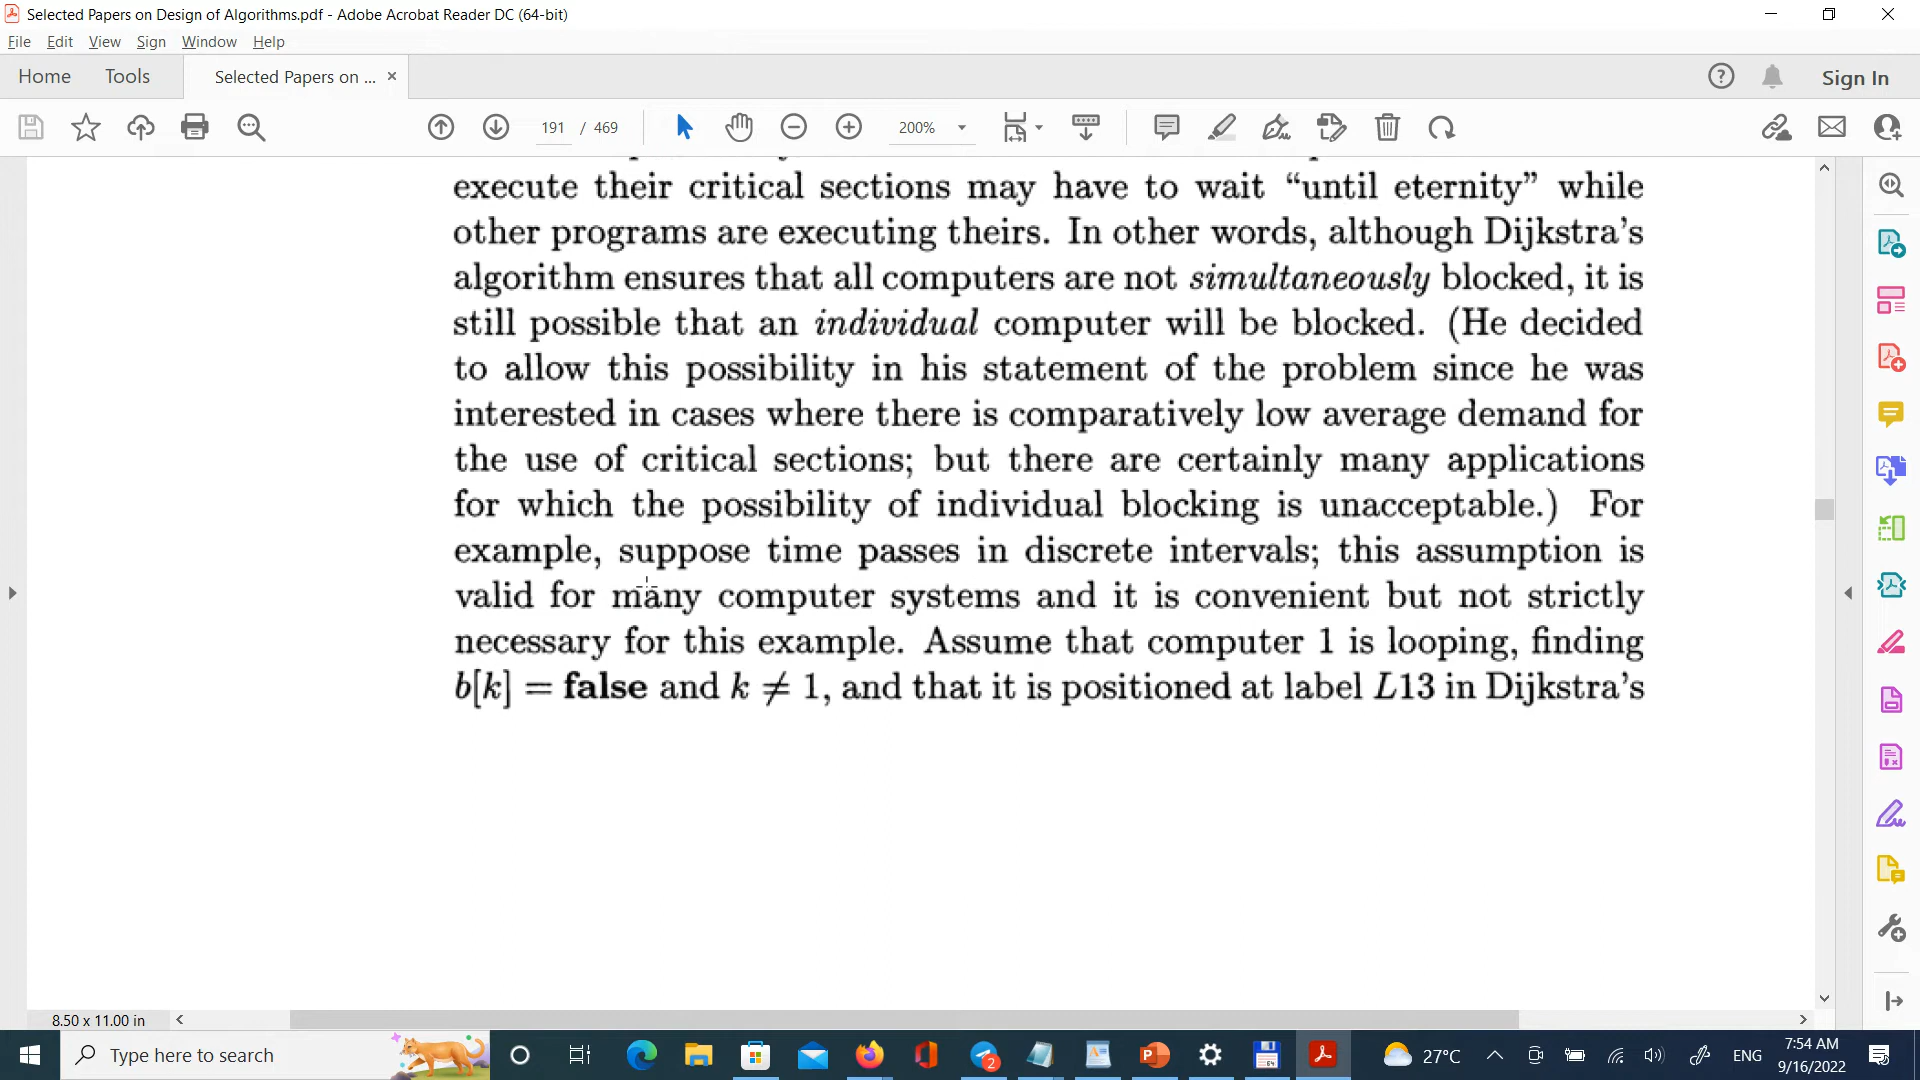 Selected Papers on Design of Algorithms.pdf - Adobe Acrobat Reader DC (64-bit)
File Edit View Sign Window Help
Home Tools Selected Papers on ... × Sign In
191 / 469 200%
execute their critical sections may have to wait “until eternity” while
other programs are executing theirs. In other words, although Dijkstra’s
algorithm ensures that all computers are not simultaneously blocked, it is
still possible that an individual computer will be blocked. (He decided
to allow this possibility in his statement of the problem since he was
interested in cases where there is comparatively low average demand for
the use of critical sections; but there are certainly many applications
for which the possibility of individual blocking is unacceptable.) For
example, suppose time passes in discrete intervals; this assumption is
valid for many computer systems and it is convenient but not strictly
necessary for this example. Assume that computer 1 is looping, finding
b[k] = false and k ≠ 1, and that it is positioned at label L13 in Dijkstra’s
8.50 x 11.00 in
Type here to search 2 64 27°C ENG 7:54 AM
9/16/2022